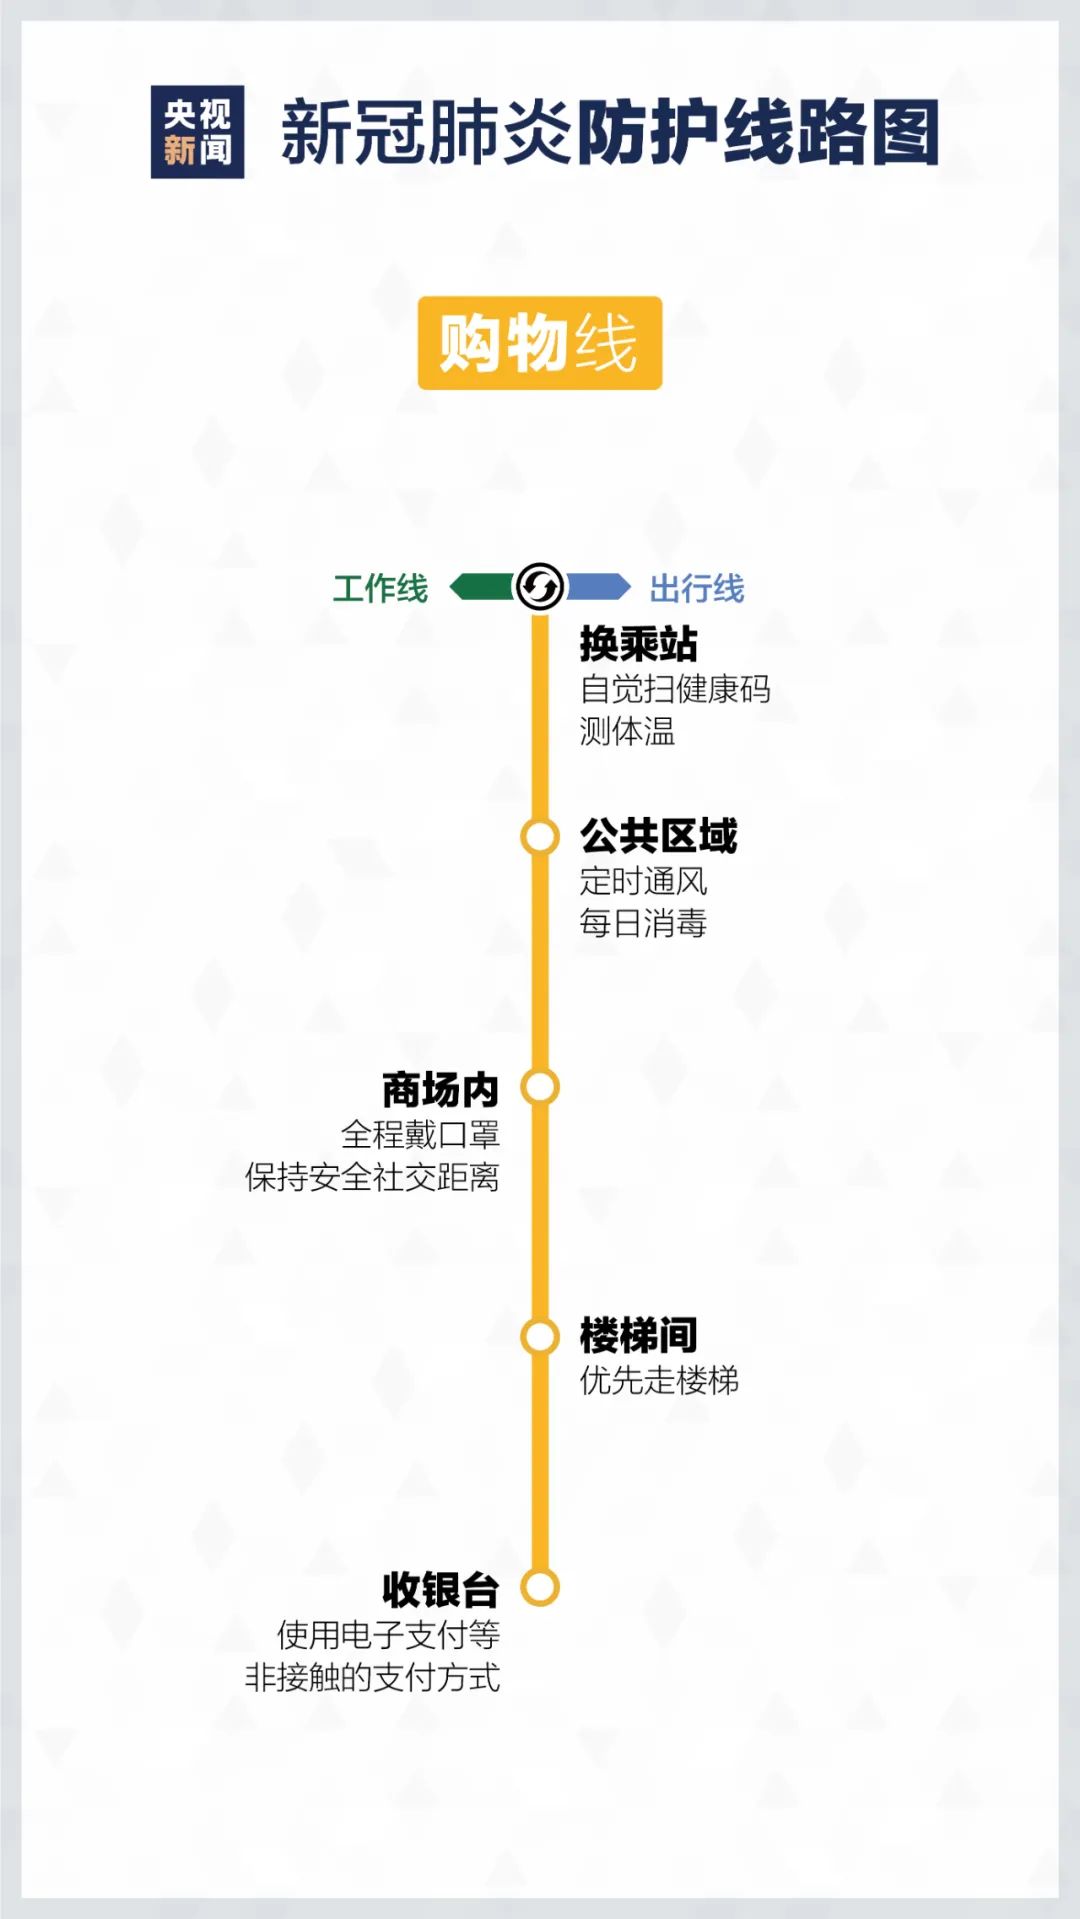 央视
新闻
新冠肺炎防护线路图
购物线
工作线
出行线
换乘站
自觉扫健康码
测体温
公共区域
定时通风
每日消毒
商场内
全程戴口罩
保持安全社交距离
楼梯间
优先走楼梯
收银台
使用电子支付等
非接触的支付方式